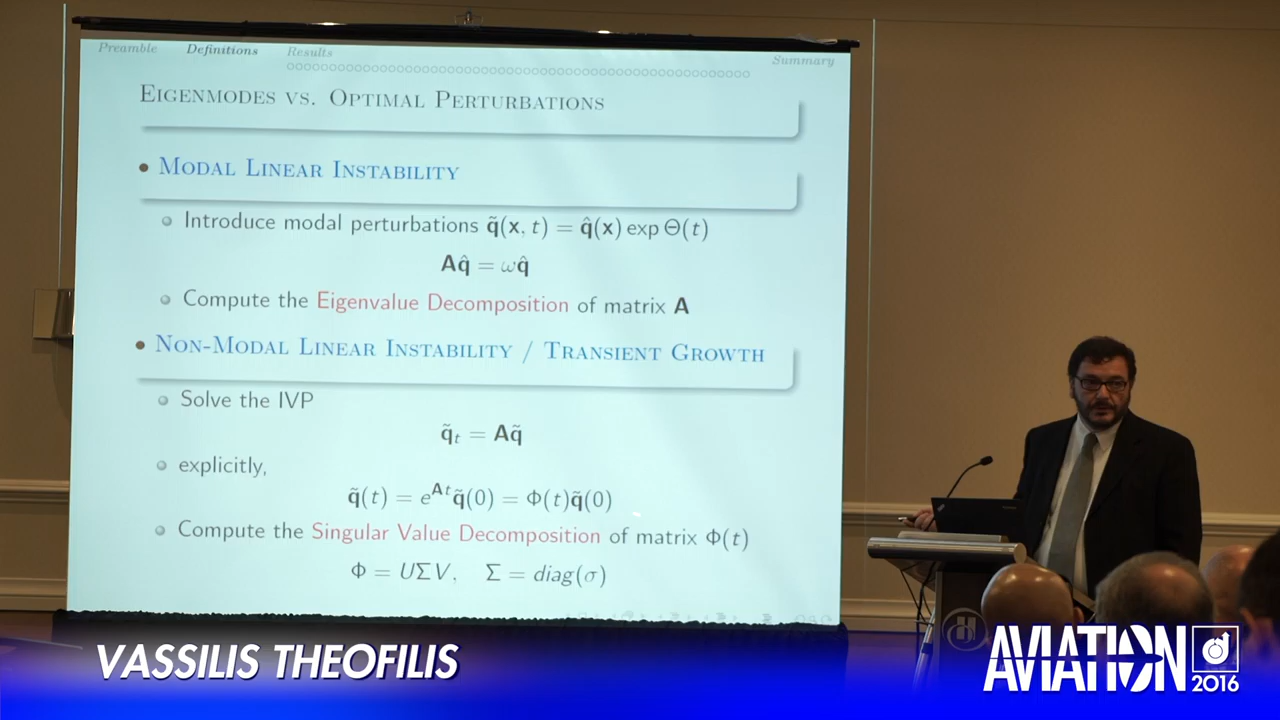 Preamble Definitions Results Summary
EIGENMODES VS. OPTIMAL PERTURBATIONS
• MODAL LINEAR INSTABILITY
Introduce modal perturbations q̃(x, t) = q̂(x) exp Θ(t)
Aq̂ = ωq̂
Compute the Eigenvalue Decomposition of matrix A
• NON-MODAL LINEAR INSTABILITY / TRANSIENT GROWTH
Solve the IVP
q̃ₜ = Aq̃
explicitly,
q̃(t) = e^{At}q̃(0) = Φ(t)q̃(0)
Compute the Singular Value Decomposition of matrix Φ(t)
Φ = UΣV, Σ = diag(σ)
VASSILIS THEOFILIS
AVIATION
2016